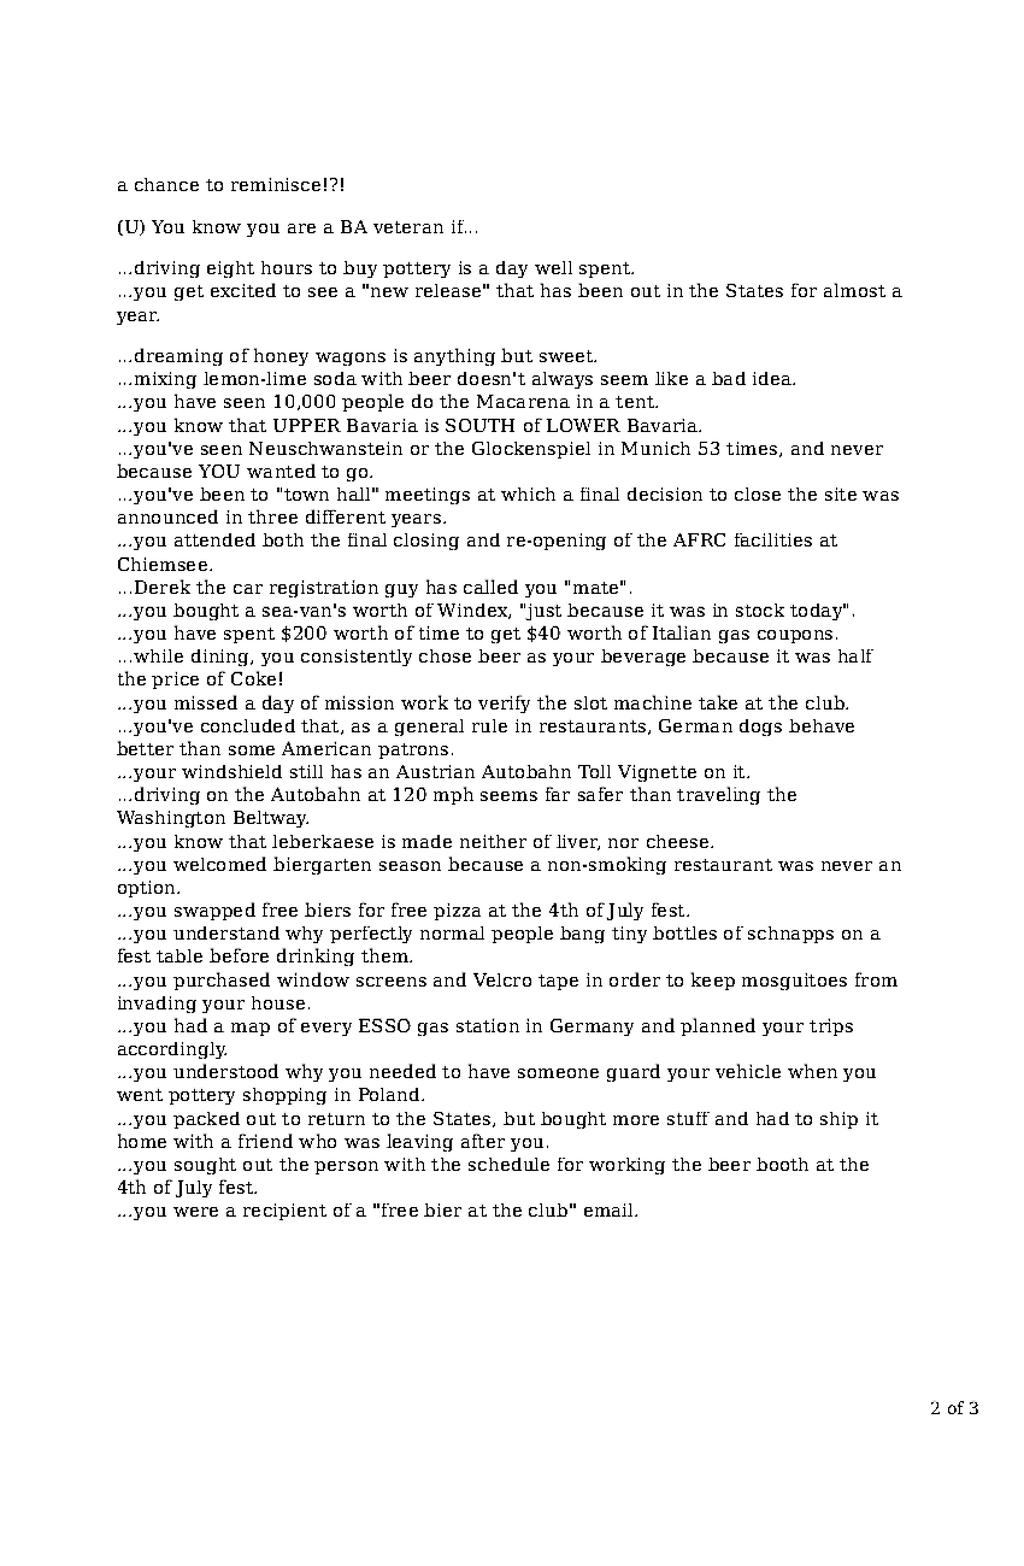 a chance to reminisce!?!
(U) You know you are a BA veteran if...
...driving eight hours to buy pottery is a day well spent.
...you get excited to see a "new release" that has been out in the States for almost a
year.
...dreaming of honey wagons is anything but sweet.
...mixing lemon-lime soda with beer doesn't always seem like a bad idea.
...you have seen 10,000 people do the Macarena in a tent.
...you know that UPPER Bavaria is SOUTH of LOWER Bavaria.
...you've seen Neuschwanstein or the Glockenspiel in Munich 53 times, and never
because YOU wanted to go.
...you've been to "town hall" meetings at which a final decision to close the site was
announced in three different years.
...you attended both the final closing and re-opening of the AFRC facilities at
Chiemsee.
...Derek the car registration guy has called you "mate".
...you bought a sea-van's worth of Windex, "just because it was in stock today".
...you have spent $200 worth of time to get $40 worth of Italian gas coupons.
...while dining, you consistently chose beer as your beverage because it was half
the price of Coke!
...you missed a day of mission work to verify the slot machine take at the club.
...you've concluded that, as a general rule in restaurants, German dogs behave
better than some American patrons.
...your windshield still has an Austrian Autobahn Toll Vignette on it.
...driving on the Autobahn at 120 mph seems far safer than traveling the
Washington Beltway.
...you know that leberkaese is made neither of liver, nor cheese.
...you welcomed biergarten season because a non-smoking restaurant was never an
option.
...you swapped free biers for free pizza at the 4th of July fest.
...you understand why perfectly normal people bang tiny bottles of schnapps on a
fest table before drinking them.
...you purchased window screens and Velcro tape in order to keep mosquitoes from
invading your house.
...you had a map of every ESSO gas station in Germany and planned your trips
accordingly.
...you understood why you needed to have someone guard your vehicle when you
went pottery shopping in Poland.
...you packed out to return to the States, but bought more stuff and had to ship it
home with a friend who was leaving after you.
...you sought out the person with the schedule for working the beer booth at the
4th of July fest.
...you were a recipient of a "free bier at the club" email.
2 of 3